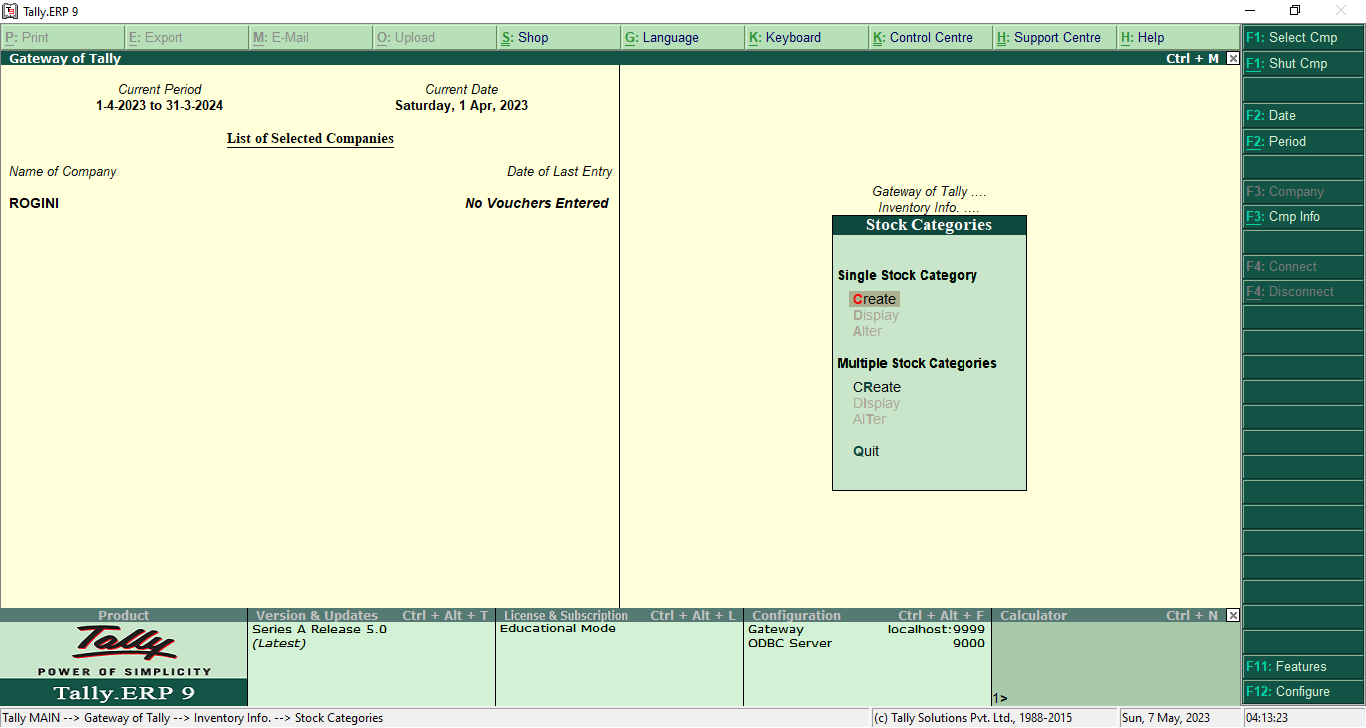 Tally.ERP 9
P: Print E: Export M: E-Mail O: Upload S: Shop G: Language K: Keyboard K: Control Centre H: Support Centre H: Help
Gateway of Tally Ctrl + M
Current Period Current Date
1-4-2023 to 31-3-2024 Saturday, 1 Apr, 2023
List of Selected Companies
Name of Company Date of Last Entry
ROGINI No Vouchers Entered
Gateway of Tally ....
Inventory Info. ....
Stock Categories
Single Stock Category
Create
Display
Alter
Multiple Stock Categories
CReate
DIsplay
AlTer
Quit
F1: Select Cmp
F1: Shut Cmp
F2: Date
F2: Period
F3: Company
F3: Cmp Info
F4: Connect
F4: Disconnect
F11: Features
F12: Configure
Product Version & Updates Ctrl + Alt + T License & Subscription Ctrl + Alt + L Configuration Ctrl + Alt + F Calculator Ctrl + N
Tally
POWER OF SIMPLICITY
Tally.ERP 9
Series A Release 5.0
(Latest)
Educational Mode
Gateway localhost:9999
ODBC Server 9000
1>
Tally MAIN --> Gateway of Tally --> Inventory Info. --> Stock Categories (c) Tally Solutions Pvt. Ltd., 1988-2015 Sun, 7 May, 2023 04:13:23